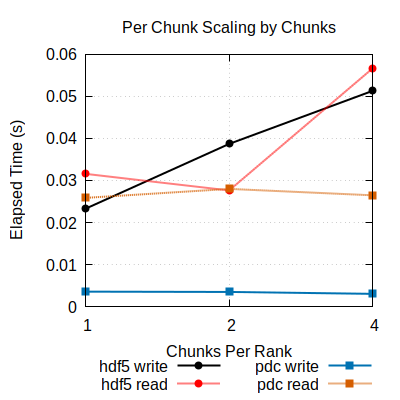 Per Chunk Scaling by Chunks
0.06
0.05
0.04
0.03
0.02
0.01
0
Elapsed Time (s)
1 2 4
Chunks Per Rank
hdf5 write pdc write
hdf5 read pdc read